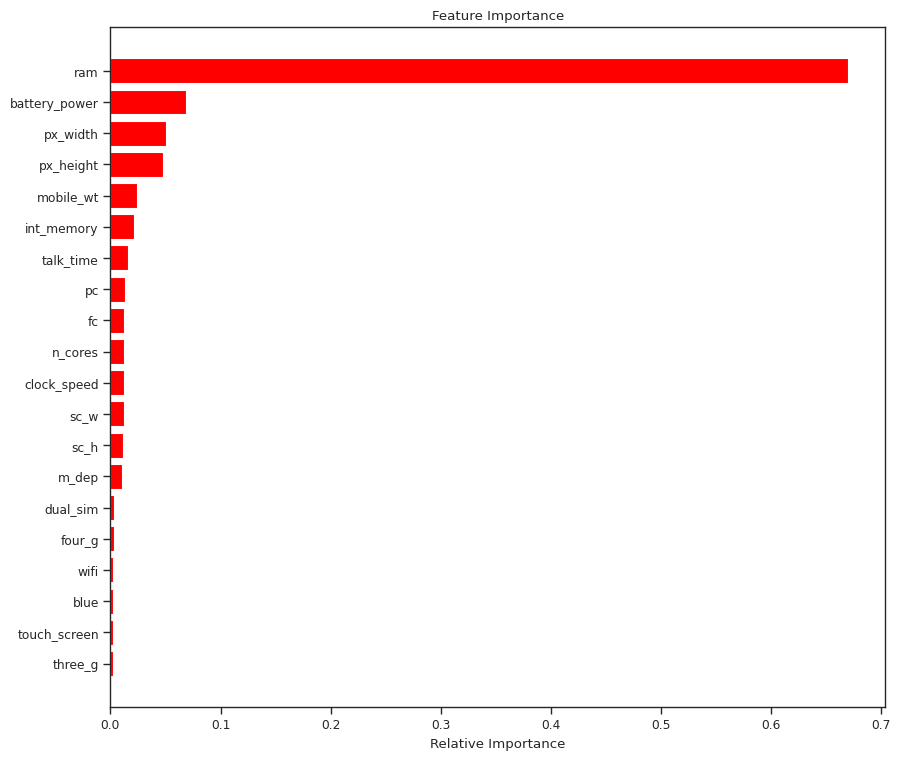 Feature Importance
ram
battery_power
px_width
px_height
mobile_wt
int_memory
talk_time
pc
fc
n_cores
clock_speed
sc_w
sc_h
m_dep
dual_sim
four_g
wifi
blue
touch_screen
three_g
0.0 0.1 0.2 0.3 0.4 0.5 0.6 0.7
Relative Importance